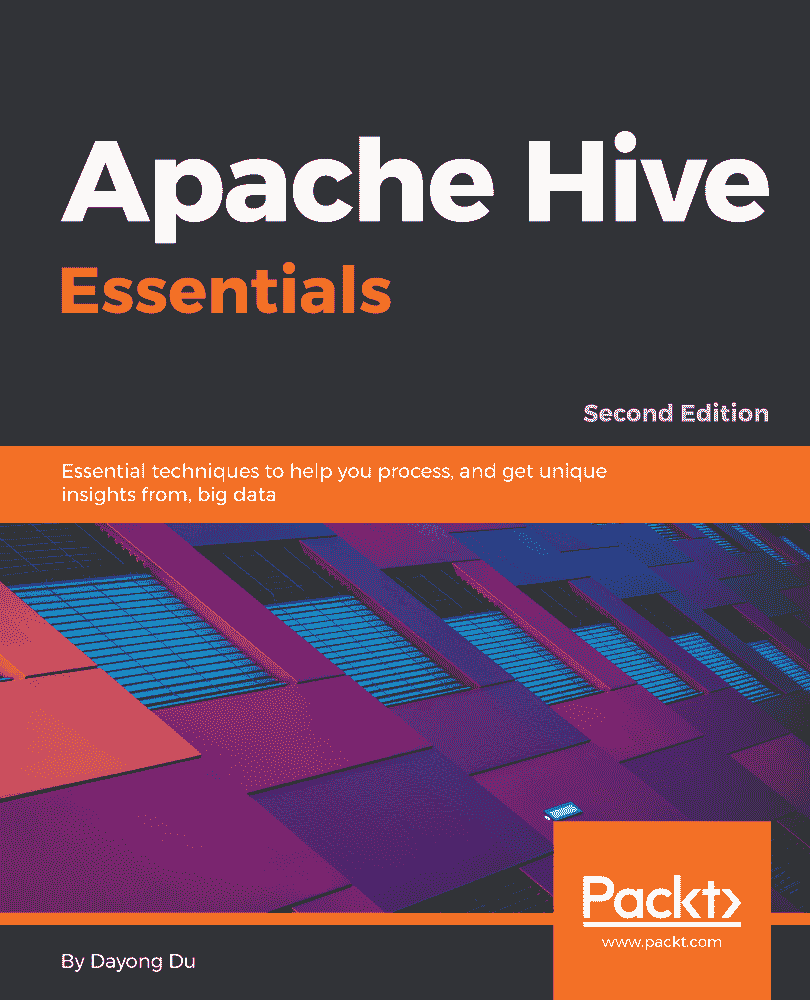 Apache Hive
Essentials
Second Edition
Essential techniques to help you process, and get unique
insights from, big data
Packt>
www.packt.com
By Dayong Du